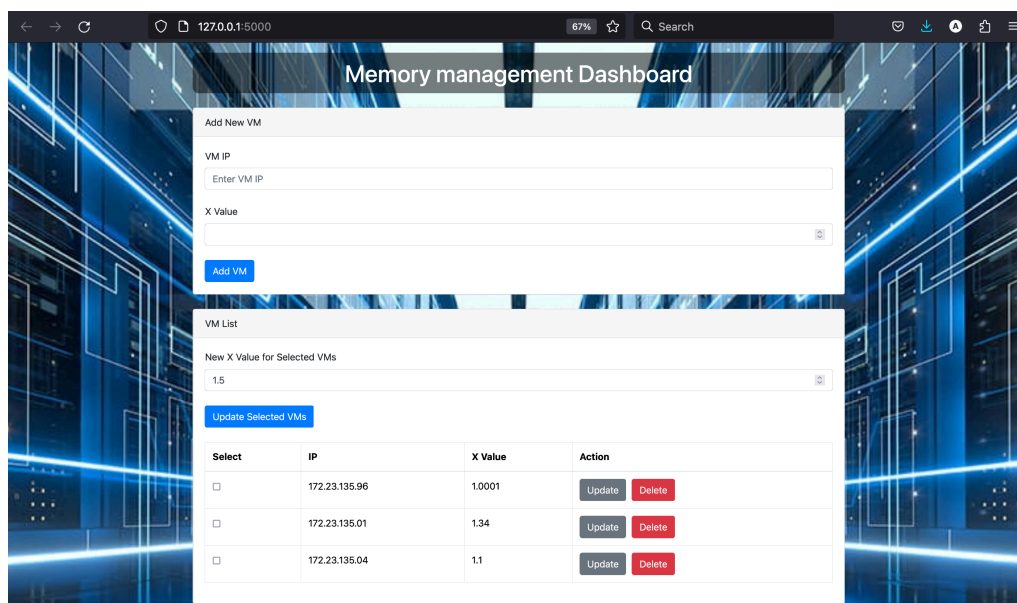 127.0.0.1:5000
67%
Search
A
Memory management Dashboard
Add New VM
VM IP
Enter VM IP
X Value
Add VM
VM List
New X Value for Selected VMs
1.5
Update Selected VMs
Select IP X Value Action
172.23.135.96 1.0001 Update Delete
172.23.135.01 1.34 Update Delete
172.23.135.04 1.1 Update Delete